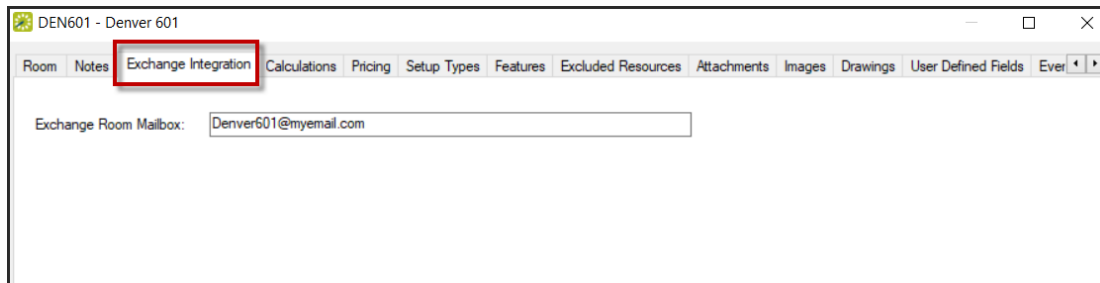 DEN601 - Denver 601
Room Notes Exchange Integration Calculations Pricing Setup Types Features Excluded Resources Attachments Images Drawings User Defined Fields Ever
Exchange Room Mailbox: Denver601@myemail.com